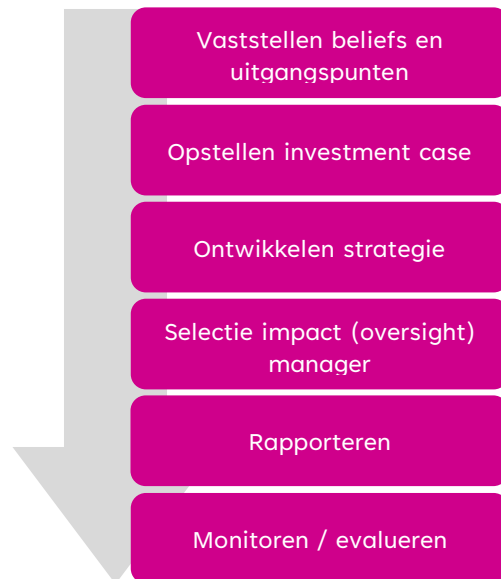 Vaststellen beliefs en
uitgangspunten
Opstellen investment case
Ontwikkelen strategie
Selectie impact (oversight)
manager
Rapporteren
Monitoren / evalueren